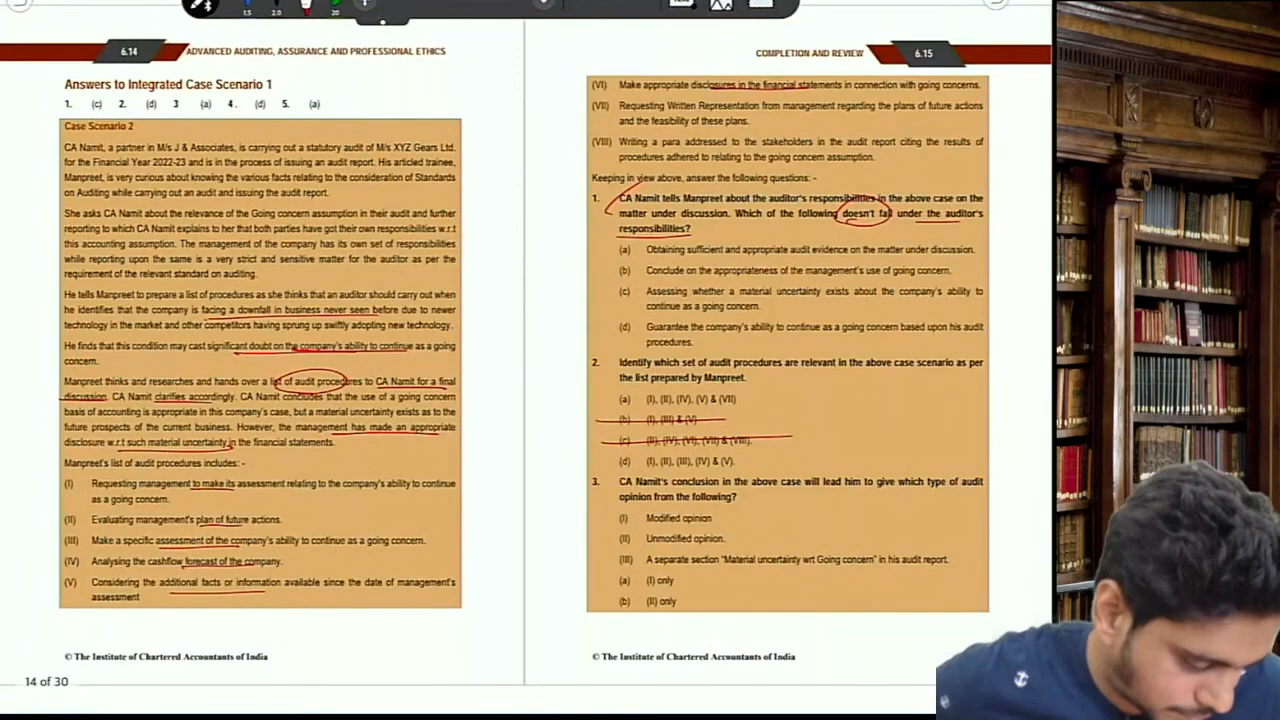 1.5 2.0 20
6.14 ADVANCED AUDITING, ASSURANCE AND PROFESSIONAL ETHICS
Answers to Integrated Case Scenario 1
1. (c) 2. (d) 3 (a) 4. (d) 5. (a)
Case Scenario 2
CA Namit, a partner in M/s J & Associates, is carrying out a statutory audit of M/s XYZ Gears Ltd.
for the Financial Year 2022-23 and is in the process of issuing an audit report. His articled trainee,
Manpreet, is very curious about knowing the various facts relating to the consideration of Standards
on Auditing while carrying out an audit and issuing the audit report.
She asks CA Namit about the relevance of the Going concern assumption in their audit and further
reporting to which CA Namit explains to her that both parties have got their own responsibilities w.r.t
this accounting assumption. The management of the company has its own set of responsibilities
while reporting upon the same is a very strict and sensitive matter for the auditor as per the
requirement of the relevant standard on auditing.
He tells Manpreet to prepare a list of procedures as she thinks that an auditor should carry out when
he identifies that the company is facing a downfall in business never seen before due to newer
technology in the market and other competitors having sprung up swiftly adopting new technology.
He finds that this condition may cast significant doubt on the company's ability to continue as a going
concern.
Manpreet thinks and researches and hands over a list of audit procedures to CA Namit for a final
discussion. CA Namit clarifies accordingly. CA Namit concludes that the use of a going concern
basis of accounting is appropriate in this company's case, but a material uncertainty exists as to the
future prospects of the current business. However, the management has made an appropriate
disclosure w.r.t such material uncertainty in the financial statements.
Manpreet's list of audit procedures includes: -
(I) Requesting management to make its assessment relating to the company's ability to continue
as a going concern.
(II) Evaluating management's plan of future actions.
(III) Make a specific assessment of the company's ability to continue as a going concern.
(IV) Analysing the cashflow forecast of the company.
(V) Considering the additional facts or information available since the date of management's
assessment
© The Institute of Chartered Accountants of India
14 of 30
COMPLETION AND REVIEW 6.15
(VI) Make appropriate disclosures in the financial statements in connection with going concerns.
(VII) Requesting Written Representation from management regarding the plans of future actions
and the feasibility of these plans.
(VIII) Writing a para addressed to the stakeholders in the audit report citing the results of
procedures adhered to relating to the going concern assumption.
Keeping in view above, answer the following questions: -
1. CA Namit tells Manpreet about the auditor's responsibilities in the above case on the
matter under discussion. Which of the following doesn't fall under the auditor's
responsibilities?
(a) Obtaining sufficient and appropriate audit evidence on the matter under discussion.
(b) Conclude on the appropriateness of the management's use of going concern.
(c) Assessing whether a material uncertainty exists about the company's ability to
continue as a going concern.
(d) Guarantee the company's ability to continue as a going concern based upon his audit
procedures.
2. Identify which set of audit procedures are relevant in the above case scenario as per
the list prepared by Manpreet.
(a) (I), (II), (IV), (V) & (VII)
(b) (I), (III) & (V)
(c) (II), (IV), (VI), (VII) & (VIII).
(d) (I), (II), (III), (IV) & (V).
3. CA Namit's conclusion in the above case will lead him to give which type of audit
opinion from the following?
(I) Modified opinion
(II) Unmodified opinion.
(III) A separate section "Material uncertainty wrt Going concern" in his audit report.
(a) (I) only
(b) (II) only
© The Institute of Chartered Accountants of India